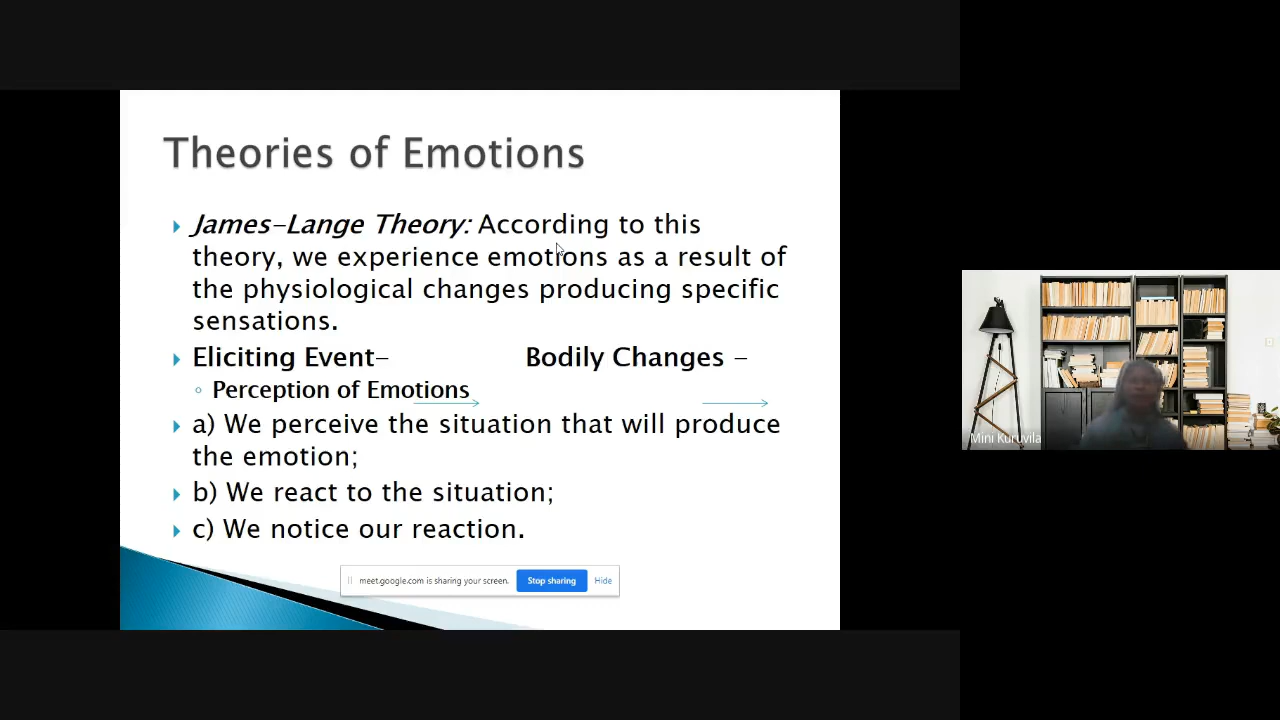 Theories of Emotions
James-Lange Theory: According to this
theory, we experience emotions as a result of
the physiological changes producing specific
sensations.
Eliciting Event- Bodily Changes -
Perception of Emotions
a) We perceive the situation that will produce
the emotion;
b) We react to the situation;
c) We notice our reaction.
meet.google.com is sharing your screen. Stop sharing Hide
Mini Kuruvila